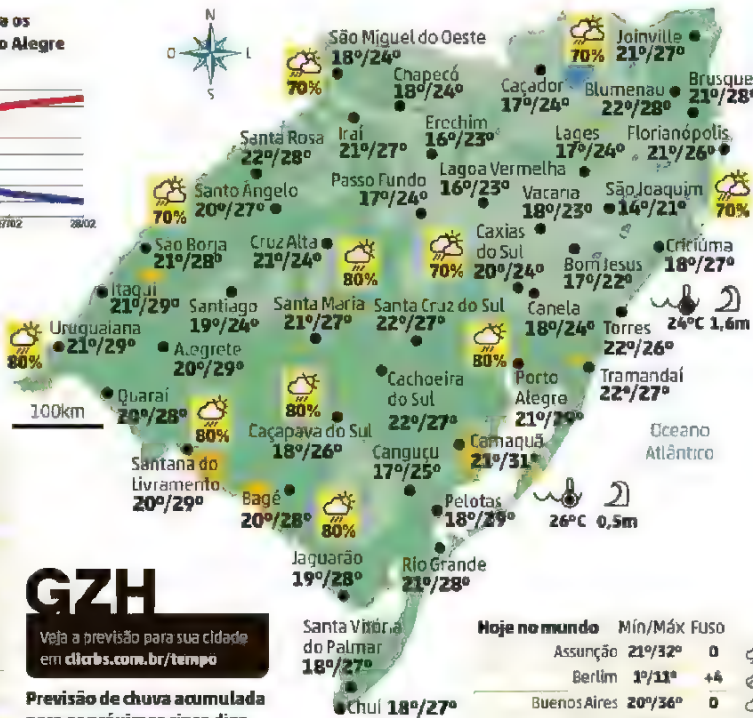 a os
o Alegre
27/02
28/02
N
O
L
S
São Miguel do Oeste
18º/24º
70%
Chapecó
18º/24º
Caçador
17º/24º
70%
Joinville
21º/27º
Blumenau
22º/28º
Brusque
21º/28º
Iraí
21º/27º
Erechim
16º/23º
Lages
17º/24º
Florianópolis
21º/26º
70%
Santa Rosa
22º/28º
Passo Fundo
17º/24º
Lagoa Vermelha
16º/23º
Vacaria
18º/23º
São Joaquim
14º/21º
70%
Santo Ângelo
20º/27º
São Borja
21º/28º
Cruz Alta
21º/24º
80%
70%
Caxias
do Sul
20º/24º
Bom Jesus
17º/22º
Criciúma
18º/27º
Itaqui
21º/29º
Santiago
19º/24º
Santa Maria
21º/27º
Santa Cruz do Sul
22º/27º
Canela
18º/24º
24ºC 1,6m
Torres
22º/26º
80%
Uruguaiana
21º/29º
Alegrete
20º/29º
80%
Cachoeira
do Sul
22º/27º
80%
Porto
Alegre
21º/29º
Tramandaí
22º/27º
100km
Quaraí
20º/28º
80%
Caçapava do Sul
18º/26º
Camaquã
21º/31º
Oceano
Atlântico
Santana do
Livramento
20º/29º
Canguçu
17º/25º
Bagé
20º/28º
80%
Pelotas
18º/29º
26ºC 0,5m
Jaguarão
19º/28º
Rio Grande
21º/28º
GZH
Veja a previsão para sua cidade
em clicrbs.com.br/tempo
Santa Vitória
do Palmar
18º/27º
Chuí 18º/27º
Hoje no mundo Mín/Máx Fuso
Assunção 21º/32º 0
Berlim 1º/11º +4
Buenos Aires 20º/36º 0
Previsão de chuva acumulada